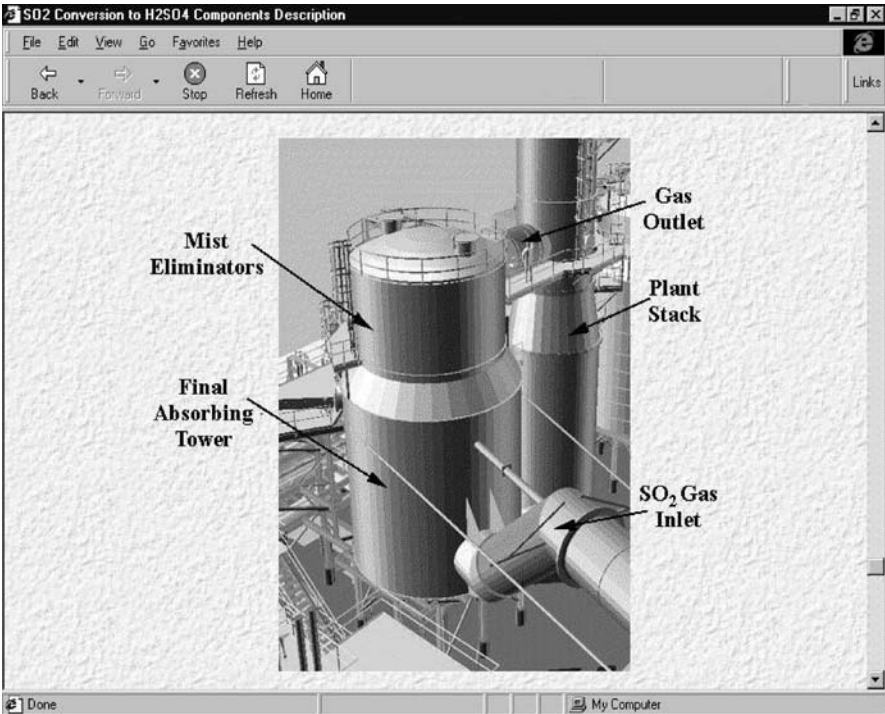 SO2 Conversion to H2SO4 Components Description
File Edit View Go Favorites Help
Back Forward Stop Refresh Home Links
Gas
Outlet
Mist
Eliminators
Plant
Stack
Final
Absorbing
Tower
SO₂ Gas
Inlet
Done My Computer